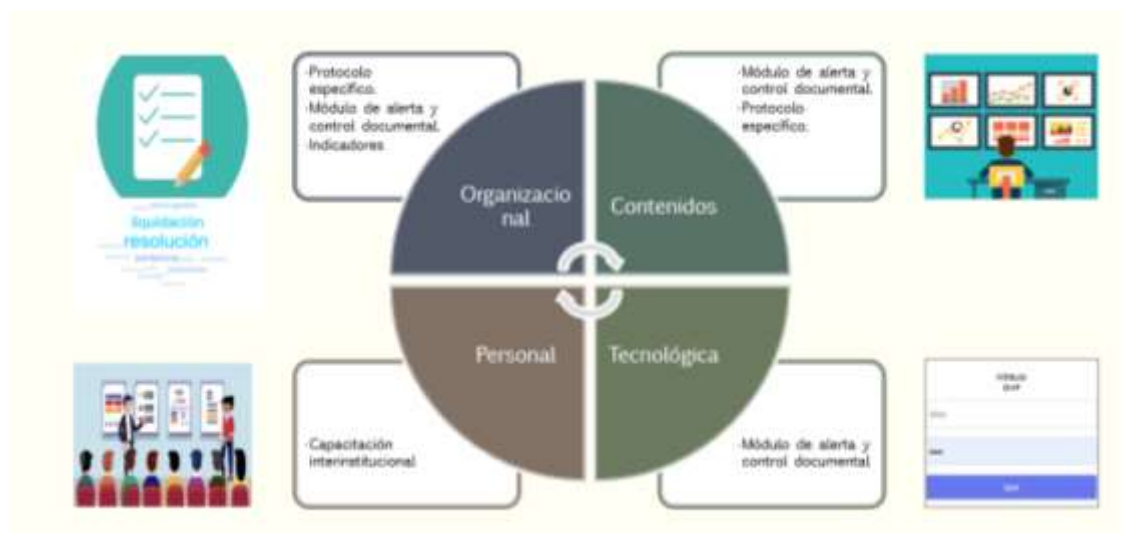 ·Protocolo
específico.
·Módulo de alerta y
control documental.
·Indicadores
·Módulo de alerta y
control documental.
·Protocolo
específico.
Organizacio
nal
Contenidos
liquidación
resolución
Personal
Tecnológica
·Capacitación
interinstitucional
·Módulo de alerta y
control documental